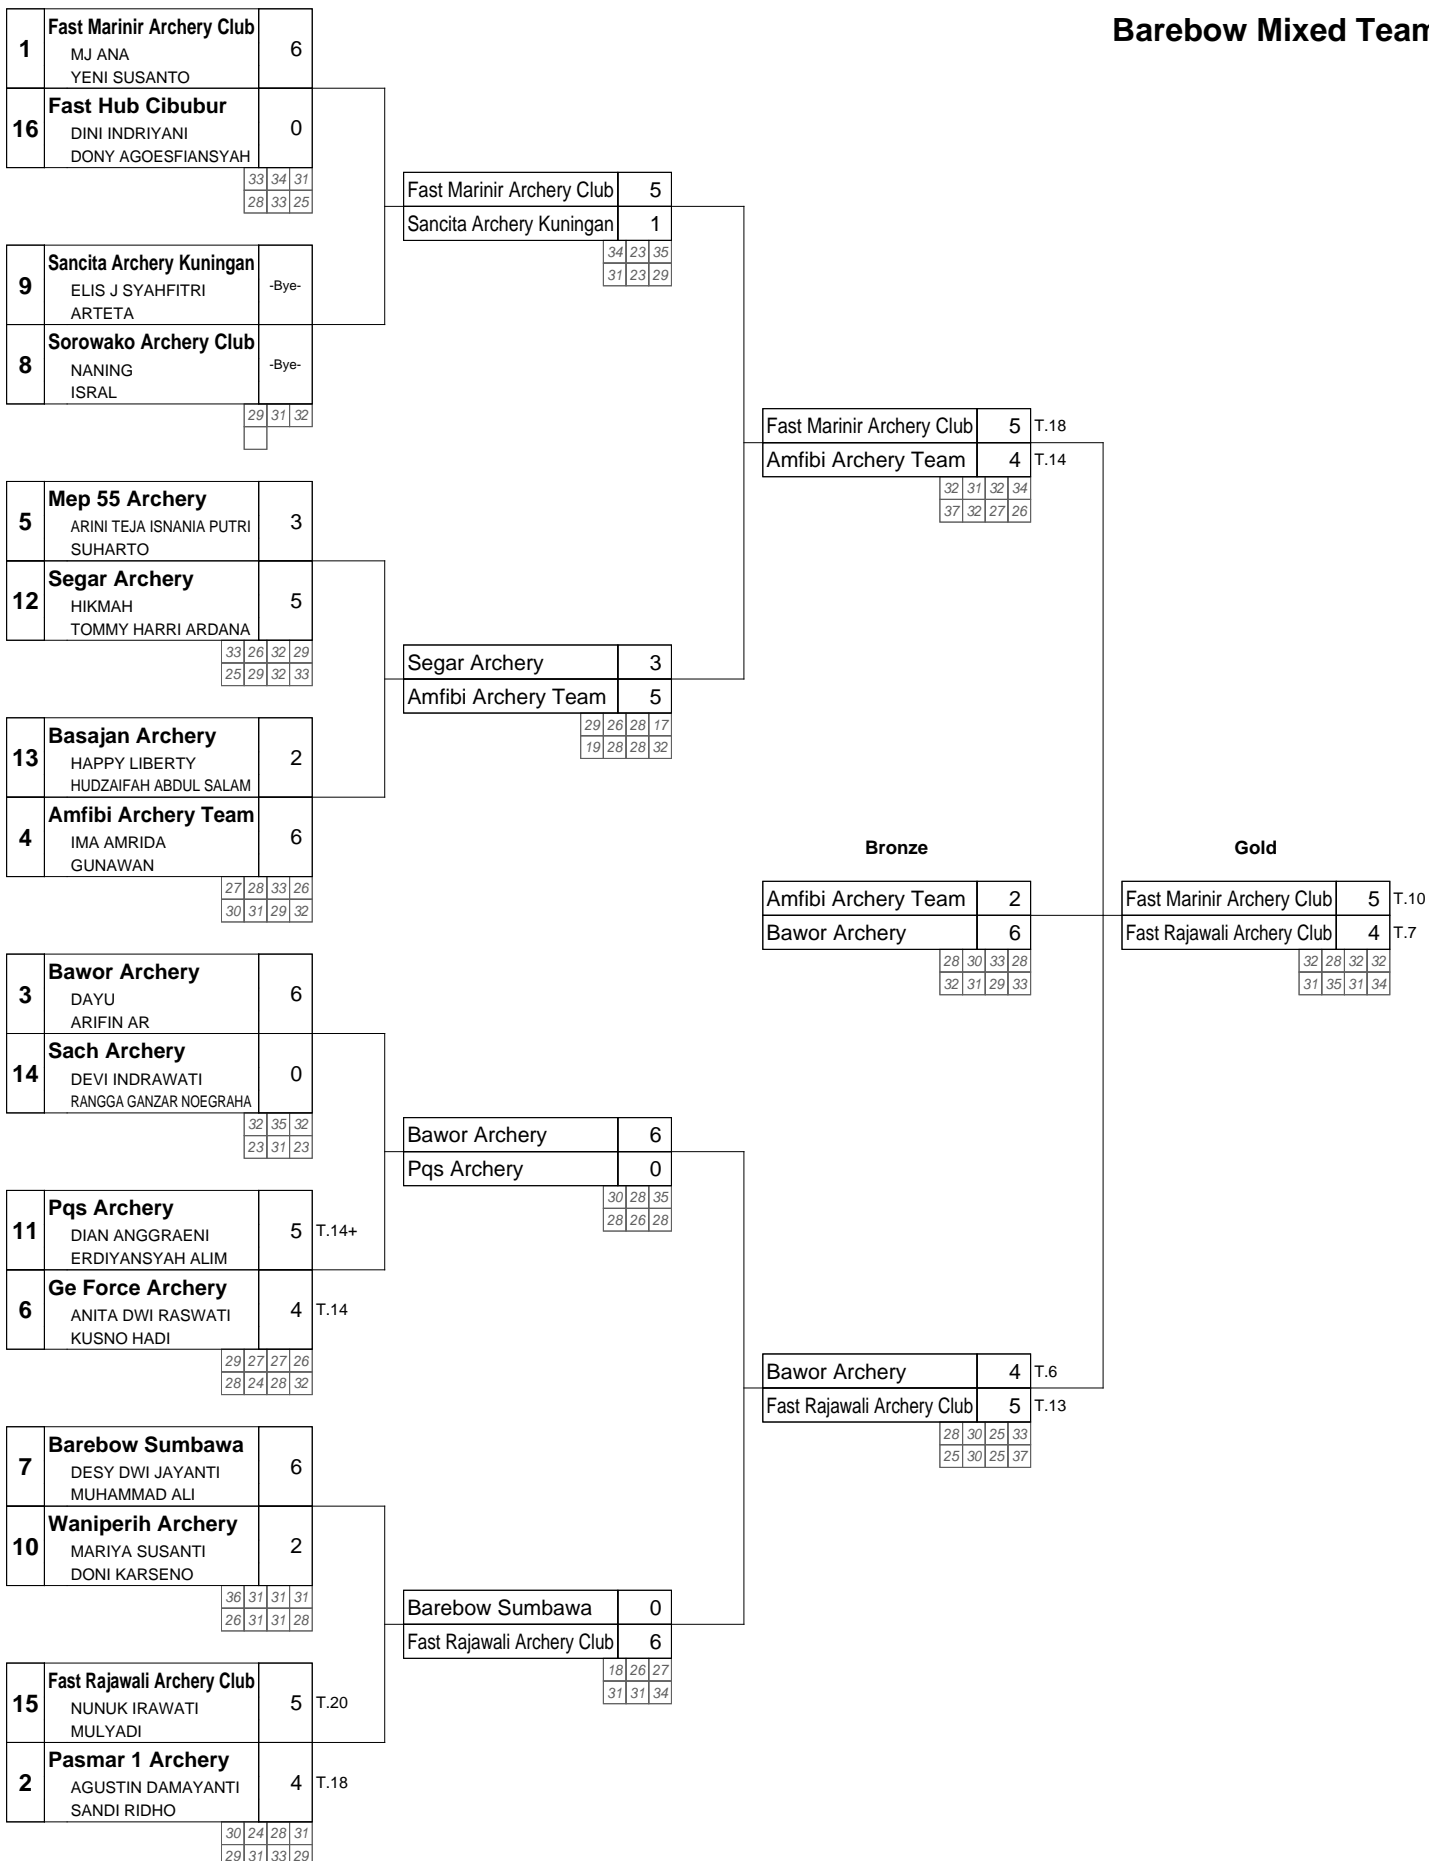 Barebow Mixed Team
1
Fast Marinir Archery Club
MJ ANA
YENI SUSANTO
6
16
Fast Hub Cibubur
DINI INDRIYANI
DONY AGOESFIANSYAH
0
33 34 31
28 33 25
9
Sancita Archery Kuningan
ELIS J SYAHFITRI
ARTETA
-Bye-
8
Sorowako Archery Club
NANING
ISRAL
-Bye-
29 31 32
5
Mep 55 Archery
ARINI TEJA ISNANIA PUTRI
SUHARTO
3
12
Segar Archery
HIKMAH
TOMMY HARRI ARDANA
5
33 26 32 29
25 29 32 33
13
Basajan Archery
HAPPY LIBERTY
HUDZAIFAH ABDUL SALAM
2
4
Amfibi Archery Team
IMA AMRIDA
GUNAWAN
6
27 28 33 26
30 31 29 32
3
Bawor Archery
DAYU
ARIFIN AR
6
14
Sach Archery
DEVI INDRAWATI
RANGGA GANZAR NOEGRAHA
0
32 35 32
23 31 23
11
Pqs Archery
DIAN ANGGRAENI
ERDIYANSYAH ALIM
5 T.14+
6
Ge Force Archery
ANITA DWI RASWATI
KUSNO HADI
4 T.14
29 27 27 26
28 24 28 32
7
Barebow Sumbawa
DESY DWI JAYANTI
MUHAMMAD ALI
6
10
Waniperih Archery
MARIYA SUSANTI
DONI KARSENO
2
36 31 31 31
26 31 31 28
15
Fast Rajawali Archery Club
NUNUK IRAWATI
MULYADI
5 T.20
2
Pasmar 1 Archery
AGUSTIN DAMAYANTI
SANDI RIDHO
4 T.18
30 24 28 31
29 31 33 29
Fast Marinir Archery Club 5
Sancita Archery Kuningan 1
34 23 35
31 23 29
Segar Archery 3
Amfibi Archery Team 5
29 26 28 17
19 28 28 32
Bawor Archery 6
Pqs Archery 0
30 28 35
28 26 28
Barebow Sumbawa 0
Fast Rajawali Archery Club 6
18 26 27
31 31 34
Fast Marinir Archery Club 5 T.18
Amfibi Archery Team 4 T.14
32 31 32 34
37 32 27 26
Bronze
Amfibi Archery Team 2
Bawor Archery 6
28 30 33 28
32 31 29 33
Bawor Archery 4 T.6
Fast Rajawali Archery Club 5 T.13
28 30 25 33
25 30 25 37
Gold
Fast Marinir Archery Club 5 T.10
Fast Rajawali Archery Club 4 T.7
32 28 32 32
31 35 31 34